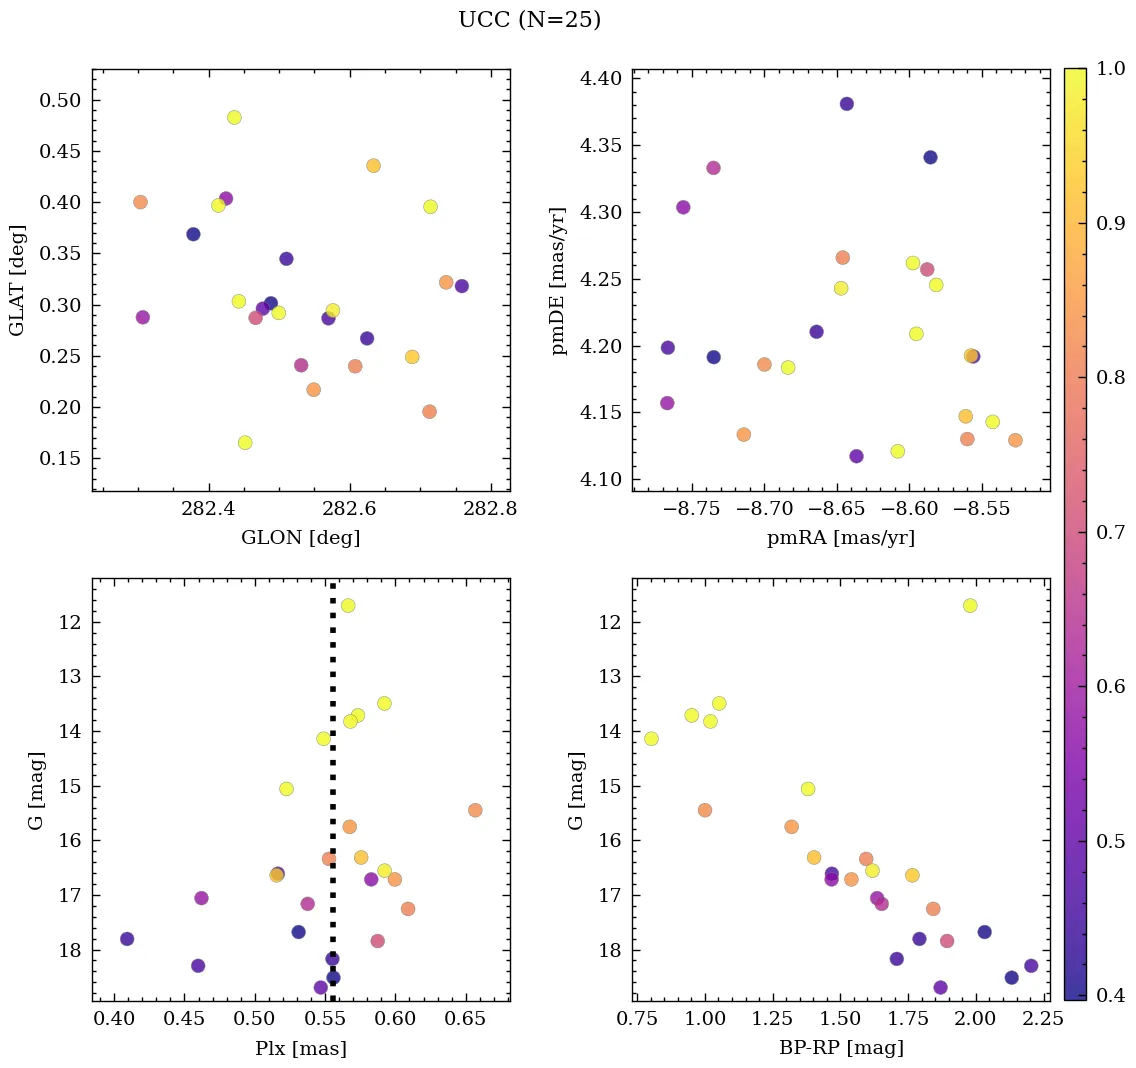 UCC (N=25)
0.50
0.45
0.40
0.35
0.30
0.25
0.20
0.15
GLAT [deg]
282.4 282.6 282.8
GLON [deg]
4.40
4.35
4.30
4.25
4.20
4.15
4.10
pmDE [mas/yr]
−8.75 −8.70 −8.65 −8.60 −8.55
pmRA [mas/yr]
12
13
14
15
16
17
18
G [mag]
0.40 0.45 0.50 0.55 0.60 0.65
Plx [mas]
12
13
14
15
16
17
18
G [mag]
0.75 1.00 1.25 1.50 1.75 2.00 2.25
BP-RP [mag]
1.0
0.9
0.8
0.7
0.6
0.5
0.4